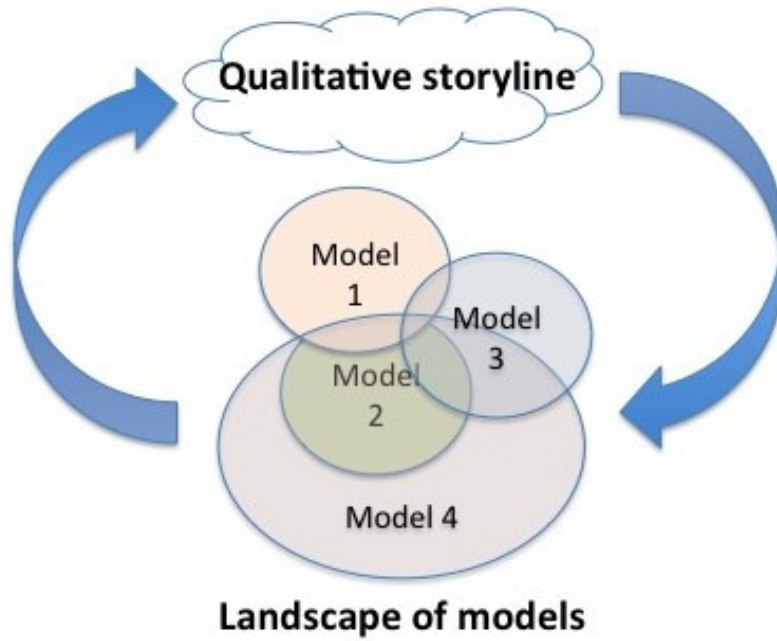 Qualitative storyline
Model
1
Model
3
Model
2
Model 4
Landscape of models